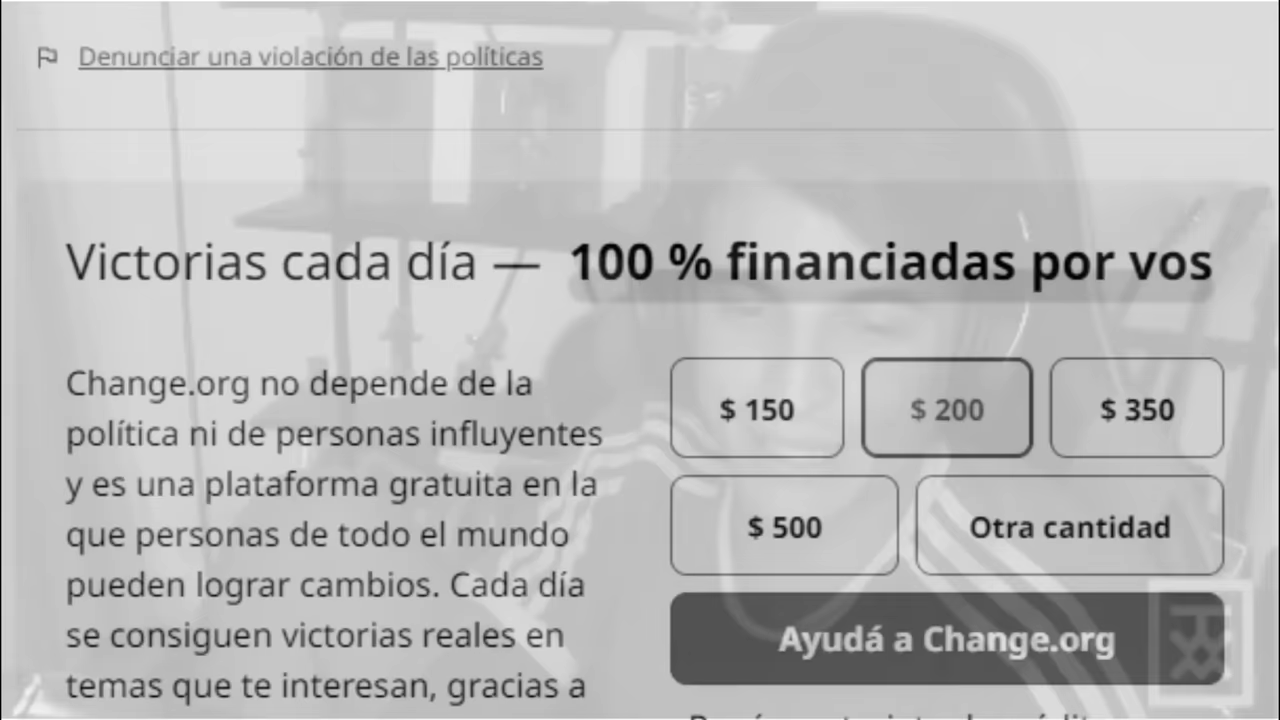 Denunciar una violación de las políticas
Victorias cada día — 100 % financiadas por vos
Change.org no depende de la
política ni de personas influyentes
y es una plataforma gratuita en la
que personas de todo el mundo
pueden lograr cambios. Cada día
se consiguen victorias reales en
temas que te interesan, gracias a
$ 150
$ 200
$ 350
$ 500
Otra cantidad
Ayudá a Change.org